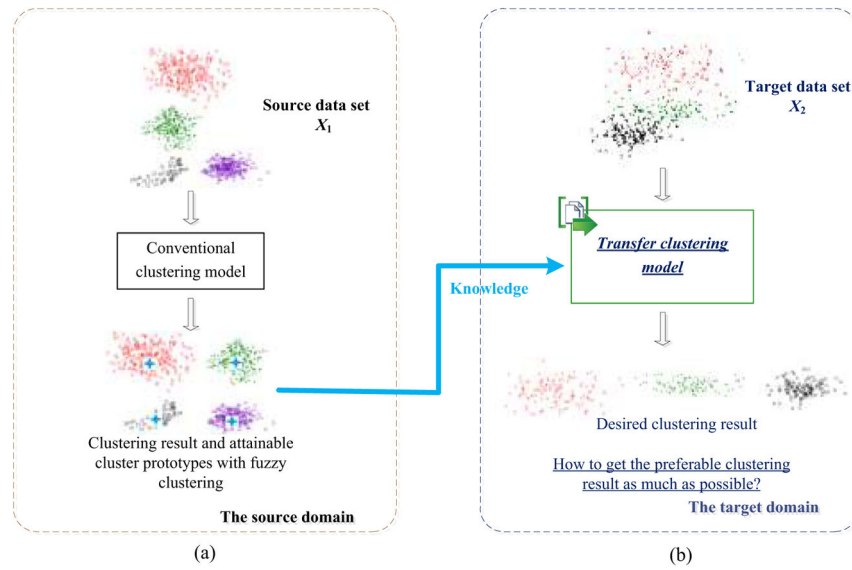 Source data set
X1
Conventional
clustering model
Clustering result and attainable
cluster prototypes with fuzzy
clustering
The source domain
(a)
Knowledge
Target data set
X2
Transfer clustering
model
Desired clustering result
How to get the preferable clustering
result as much as possible?
The target domain
(b)